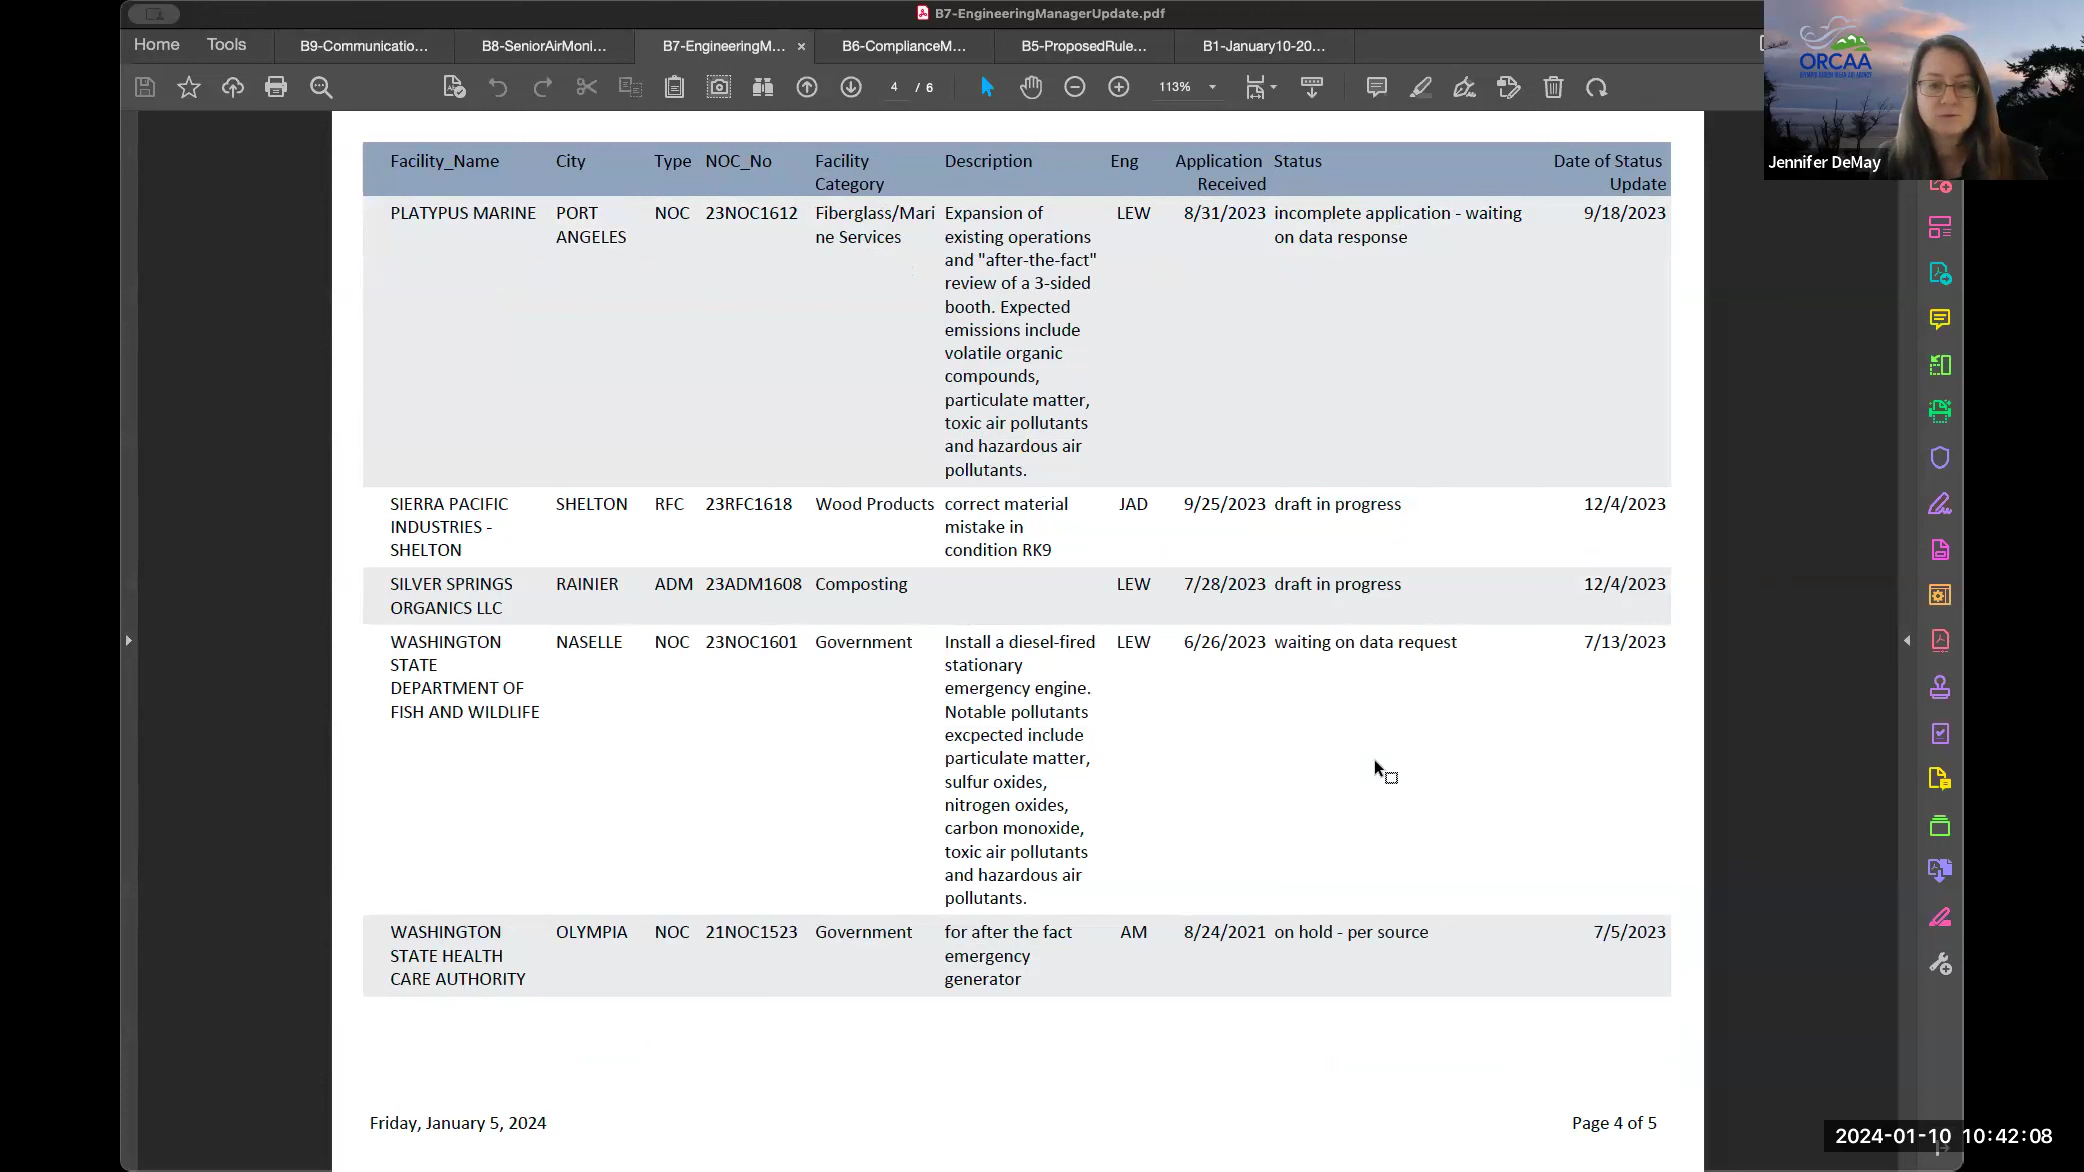 B7-EngineeringManagerUpdate.pdf
Home Tools B9-Communicatio... B8-SeniorAirMoni... B7-EngineeringM... × B6-ComplianceM... B5-ProposedRule... B1-January10-20...
4 / 6 113%
ORCAA
Jennifer DeMay
Facility_Name City Type NOC_No Facility Description Eng Application Status Date of Status
Category Received Update
PLATYPUS MARINE PORT NOC 23NOC1612 Fiberglass/Mari Expansion of LEW 8/31/2023 incomplete application - waiting 9/18/2023
ANGELES ne Services existing operations on data response
and "after-the-fact"
review of a 3-sided
booth. Expected
emissions include
volatile organic
compounds,
particulate matter,
toxic air pollutants
and hazardous air
pollutants.
SIERRA PACIFIC SHELTON RFC 23RFC1618 Wood Products correct material JAD 9/25/2023 draft in progress 12/4/2023
INDUSTRIES - mistake in
SHELTON condition RK9
SILVER SPRINGS RAINIER ADM 23ADM1608 Composting LEW 7/28/2023 draft in progress 12/4/2023
ORGANICS LLC
WASHINGTON NASELLE NOC 23NOC1601 Government Install a diesel-fired LEW 6/26/2023 waiting on data request 7/13/2023
STATE stationary
DEPARTMENT OF emergency engine.
FISH AND WILDLIFE Notable pollutants
excpected include
particulate matter,
sulfur oxides,
nitrogen oxides,
carbon monoxide,
toxic air pollutants
and hazardous air
pollutants.
WASHINGTON OLYMPIA NOC 21NOC1523 Government for after the fact AM 8/24/2021 on hold - per source 7/5/2023
STATE HEALTH emergency
CARE AUTHORITY generator
Friday, January 5, 2024 Page 4 of 5
2024-01-10 10:42:08